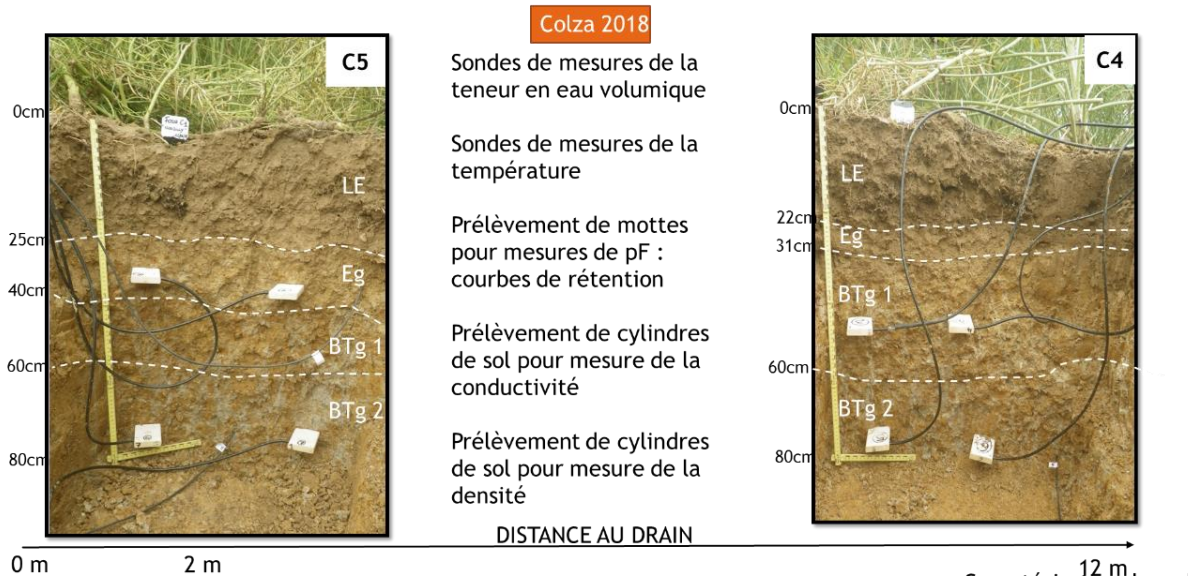 Colza 2018
C5
0cm
LE
25cm
Eg
40cm
BTg 1
60cm
BTg 2
80cm
Sondes de mesures de la
teneur en eau volumique
Sondes de mesures de la
température
Prélèvement de mottes
pour mesures de pF :
courbes de rétention
Prélèvement de cylindres
de sol pour mesure de la
conductivité
Prélèvement de cylindres
de sol pour mesure de la
densité
C4
0cm
LE
22cm
Eg
31cm
BTg 1
60cm
BTg 2
80cm
DISTANCE AU DRAIN
0 m
2 m
12 m